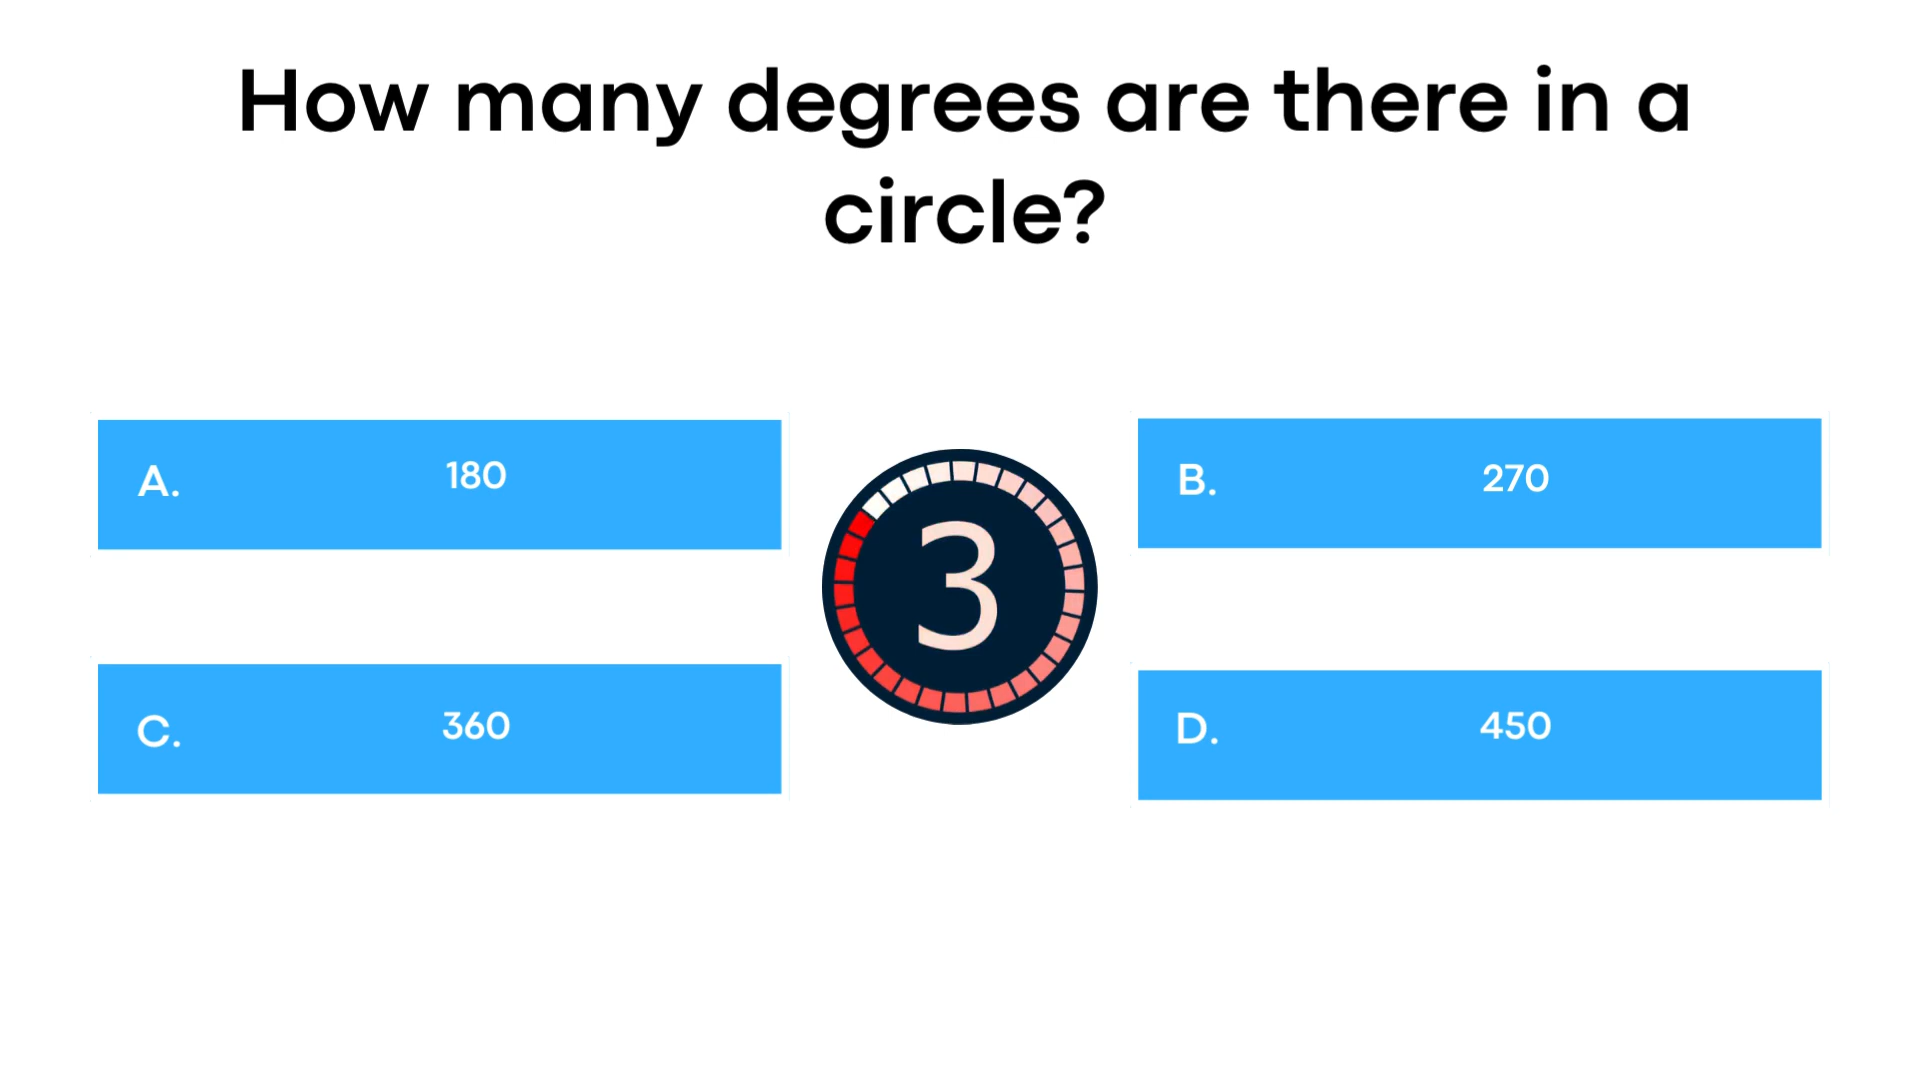 How many degrees are there in a
circle?
A. 180
B. 270
3
C. 360
D. 450